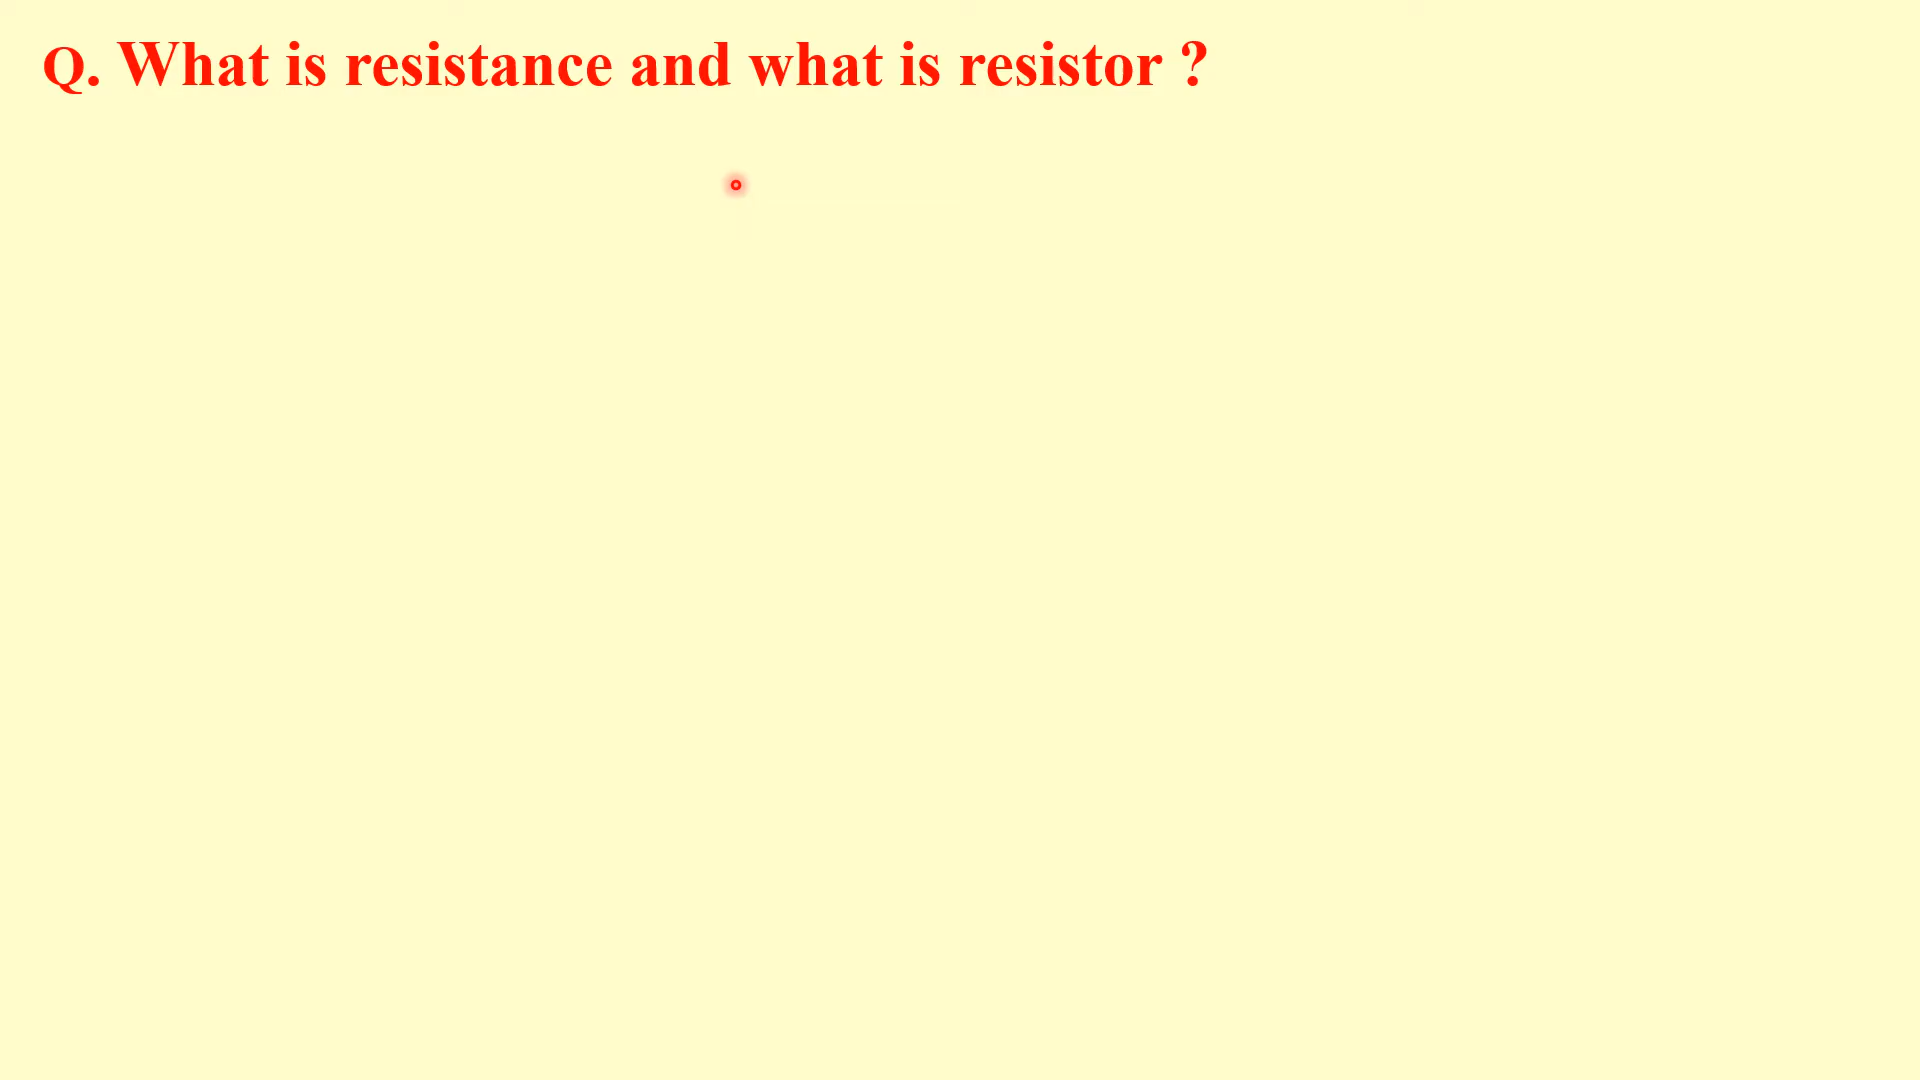 Q. What is resistance and what is resistor ?